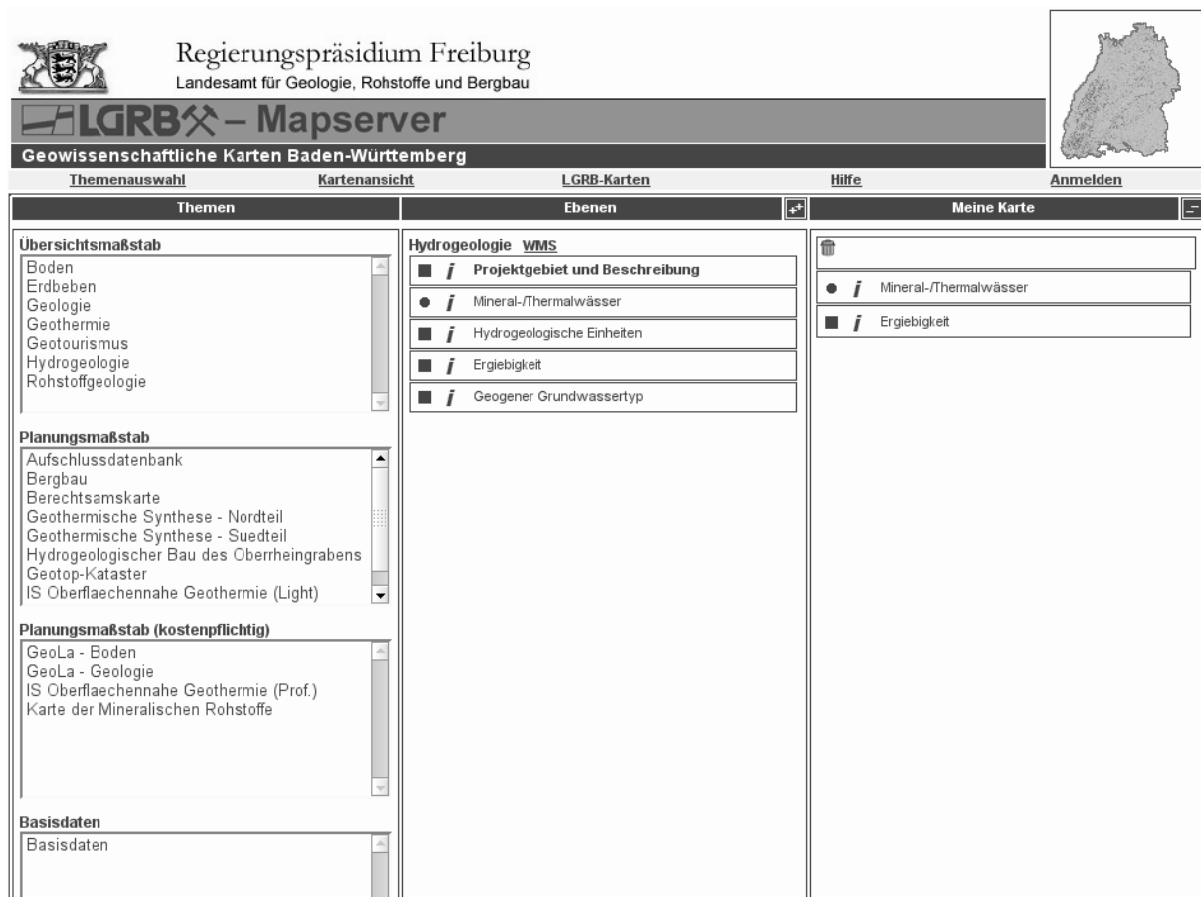 Regierungspräsidium Freiburg
Landesamt für Geologie, Rohstoffe und Bergbau
LGRB – Mapserver
Geowissenschaftliche Karten Baden-Württemberg
Themenauswahl Kartenansicht LGRB-Karten Hilfe Anmelden
Themen
Übersichtsmaßstab
Boden
Erdbeben
Geologie
Geothermie
Geotourismus
Hydrogeologie
Rohstoffgeologie
Planungsmaßstab
Aufschlussdatenbank
Bergbau
Berechtsamskarte
Geothermische Synthese - Nordteil
Geothermische Synthese - Suedteil
Hydrogeologischer Bau des Oberrheingrabens
Geotop-Kataster
IS Oberflaechennahe Geothermie (Light)
Planungsmaßstab (kostenpflichtig)
GeoLa - Boden
GeoLa - Geologie
IS Oberflaechennahe Geothermie (Prof.)
Karte der Mineralischen Rohstoffe
Basisdaten
Basisdaten
Ebenen
Hydrogeologie WMS
i Projektgebiet und Beschreibung
i Mineral-/Thermalwässer
i Hydrogeologische Einheiten
i Ergiebigkeit
i Geogener Grundwassertyp
Meine Karte
i Mineral-/Thermalwässer
i Ergiebigkeit